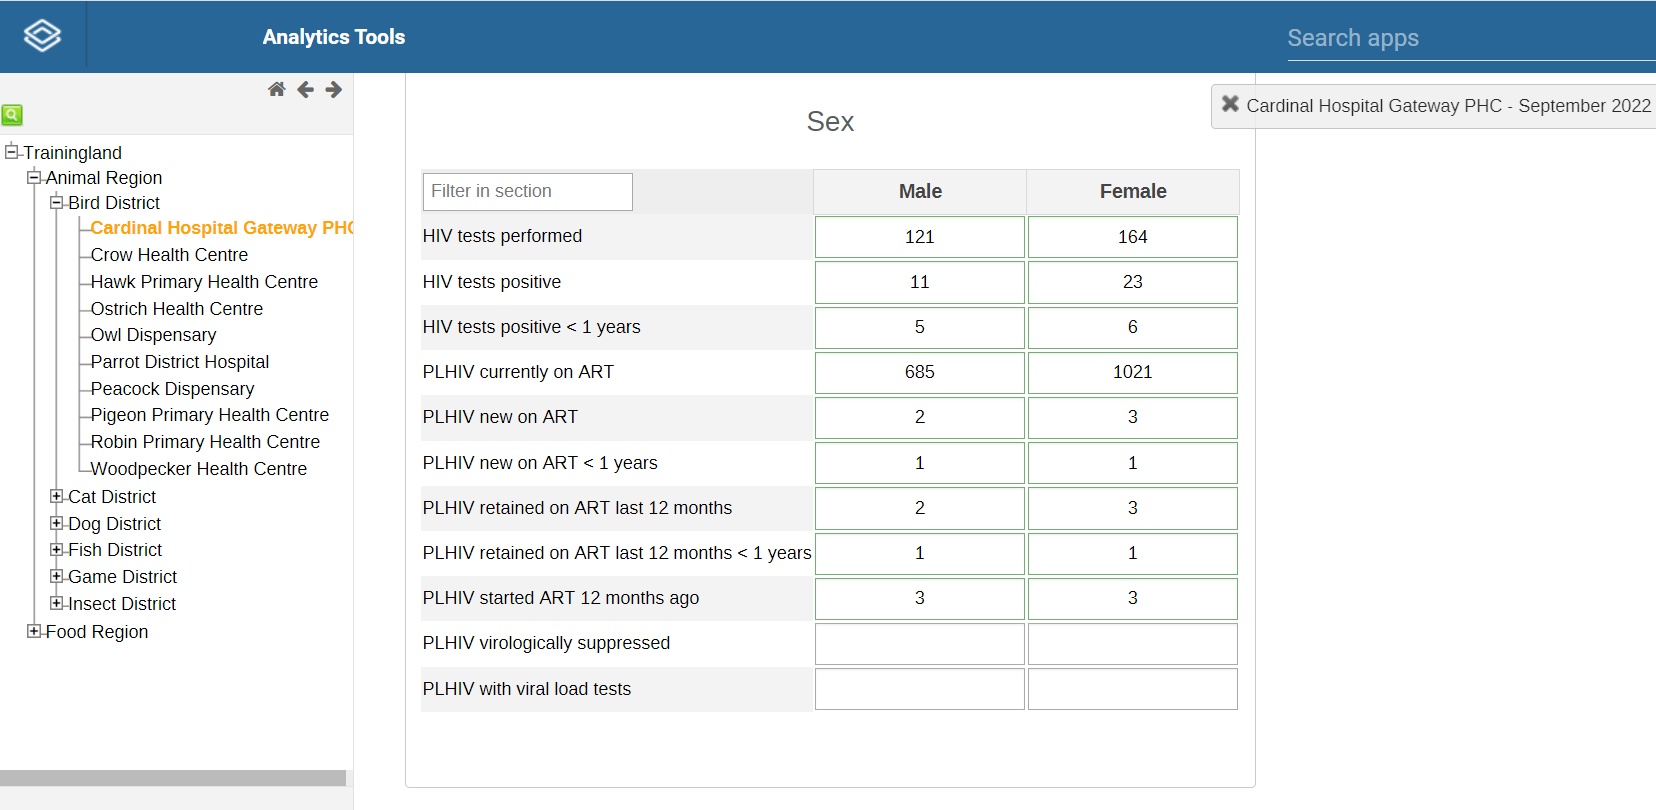 Analytics Tools
Search apps
Cardinal Hospital Gateway PHC - September 2022
Trainingland
Animal Region
Bird District
Cardinal Hospital Gateway PHC
Crow Health Centre
Hawk Primary Health Centre
Ostrich Health Centre
Owl Dispensary
Parrot District Hospital
Peacock Dispensary
Pigeon Primary Health Centre
Robin Primary Health Centre
Woodpecker Health Centre
Cat District
Dog District
Fish District
Game District
Insect District
Food Region
Sex
Filter in section Male Female
HIV tests performed 121 164
HIV tests positive 11 23
HIV tests positive < 1 years 5 6
PLHIV currently on ART 685 1021
PLHIV new on ART 2 3
PLHIV new on ART < 1 years 1 1
PLHIV retained on ART last 12 months 2 3
PLHIV retained on ART last 12 months < 1 years 1 1
PLHIV started ART 12 months ago 3 3
PLHIV virologically suppressed
PLHIV with viral load tests